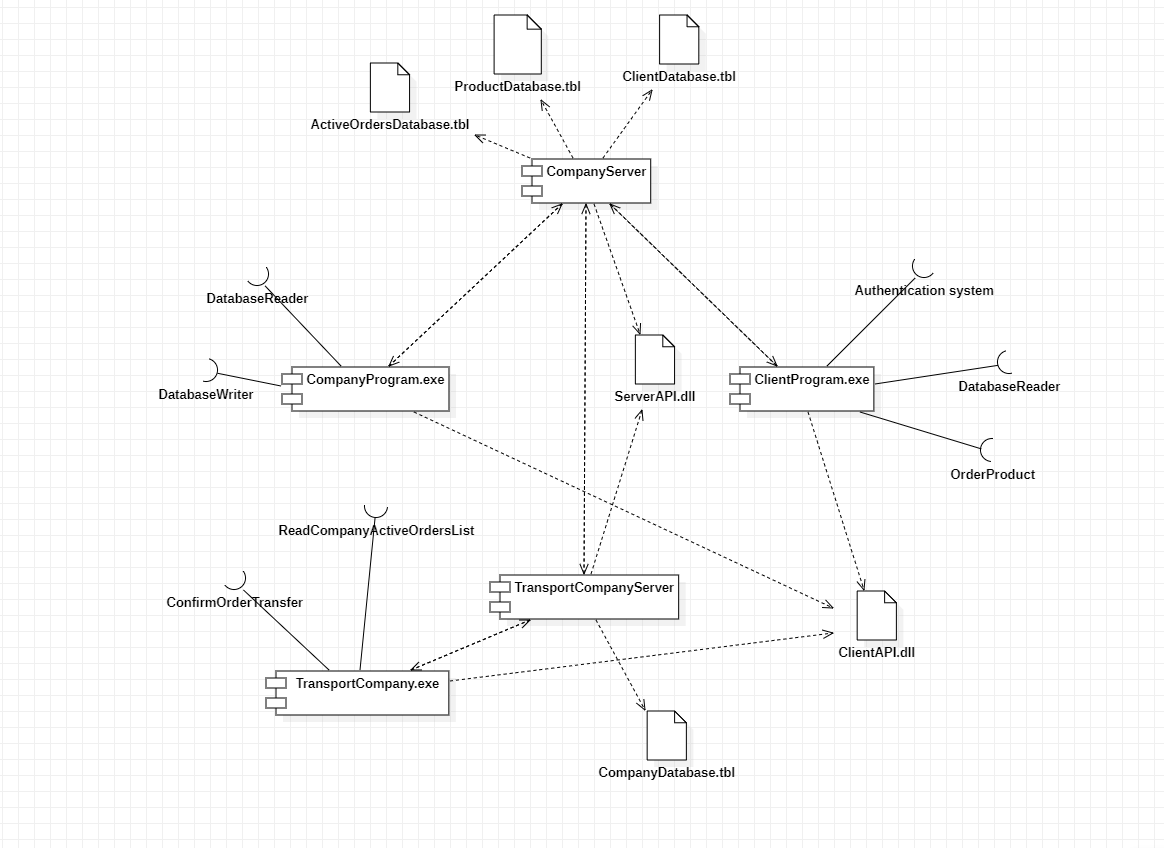 ClientDatabase.tbl
ProductDatabase.tbl
ActiveOrdersDatabase.tbl
CompanyServer
Authentication system
DatabaseReader
CompanyProgram.exe
ClientProgram.exe
DatabaseReader
DatabaseWriter
ServerAPI.dll
OrderProduct
ReadCompanyActiveOrdersList
TransportCompanyServer
ConfirmOrderTransfer
ClientAPI.dll
TransportCompany.exe
CompanyDatabase.tbl